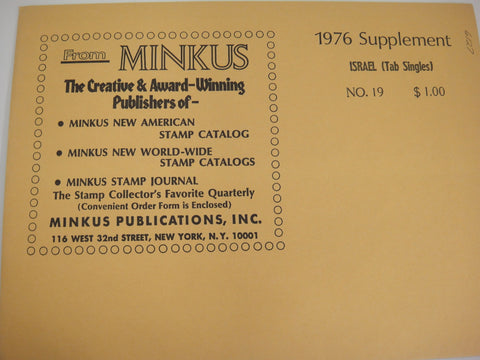 From MINKUS
The Creative & Award-Winning
Publishers of-
• MINKUS NEW AMERICAN
STAMP CATALOG
• MINKUS NEW WORLD-WIDE
STAMP CATALOGS
• MINKUS STAMP JOURNAL
The Stamp Collector's Favorite Quarterly
(Convenient Order Form is Enclosed)
MINKUS PUBLICATIONS, INC.
116 WEST 32nd STREET, NEW YORK, N.Y. 10001
1976 Supplement
ISRAEL (Tab Singles)
NO. 19 $ 1.00